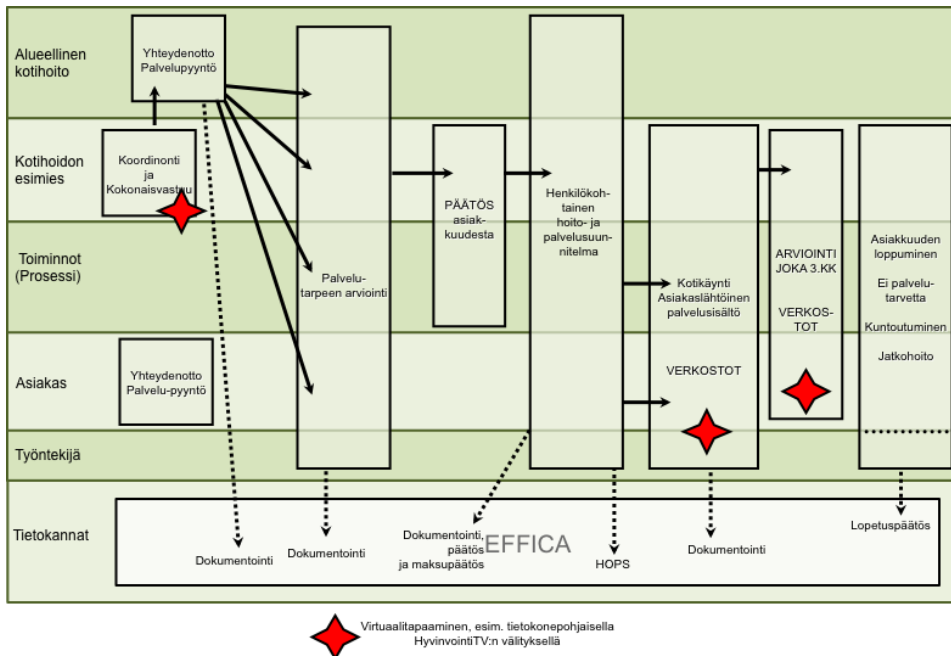 Alueellinen
kotihoito
Yhteydenotto
Palvelupyyntö
Kotihoidon
esimies
Koordinonti
ja
Kokonaisvastuu
PÄÄTÖS
asiak-
kuudesta
Henkilökoh-
tainen
hoito- ja
palvelusuun-
nitelma
Toiminnot
(Prosessi)
Palvelu-
tarpeen arviointi
Kotikäynti
Asiakaslähtöinen
palvelusisältö
VERKOSTOT
ARVIOINTI
JOKA 3.KK
VERKOS-
TOT
Asiakkuuden
loppuminen
Ei palvelu-
tarvetta
Kuntoutuminen
Jatkohoito
Asiakas
Yhteydenotto
Palvelu-pyyntö
Työntekijä
Tietokannat
Dokumentointi
Dokumentointi
Dokumentointi,
päätös
ja maksupäätös
EFFICA
HOPS
Dokumentointi
Lopetuspäätös
Virtuaalitapaaminen, esim. tietokonepohjaisella
HyvinvointiTV:n välityksellä